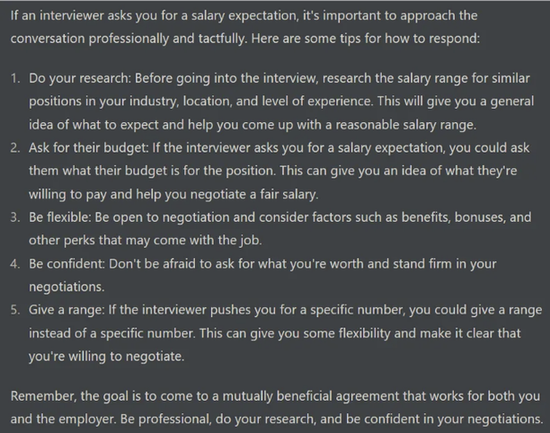 If an interviewer asks you for a salary expectation, it's important to approach the
conversation professionally and tactfully. Here are some tips for how to respond:
1. Do your research: Before going into the interview, research the salary range for similar
positions in your industry, location, and level of experience. This will give you a general
idea of what to expect and help you come up with a reasonable salary range.
2. Ask for their budget: If the interviewer asks you for a salary expectation, you could ask
them what their budget is for the position. This can give you an idea of what they're
willing to pay and help you negotiate a fair salary.
3. Be flexible: Be open to negotiation and consider factors such as benefits, bonuses, and
other perks that may come with the job.
4. Be confident: Don't be afraid to ask for what you're worth and stand firm in your
negotiations.
5. Give a range: If the interviewer pushes you for a specific number, you could give a range
instead of a specific number. This can give you some flexibility and make it clear that
you're willing to negotiate.
Remember, the goal is to come to a mutually beneficial agreement that works for both you
and the employer. Be professional, do your research, and be confident in your negotiations.